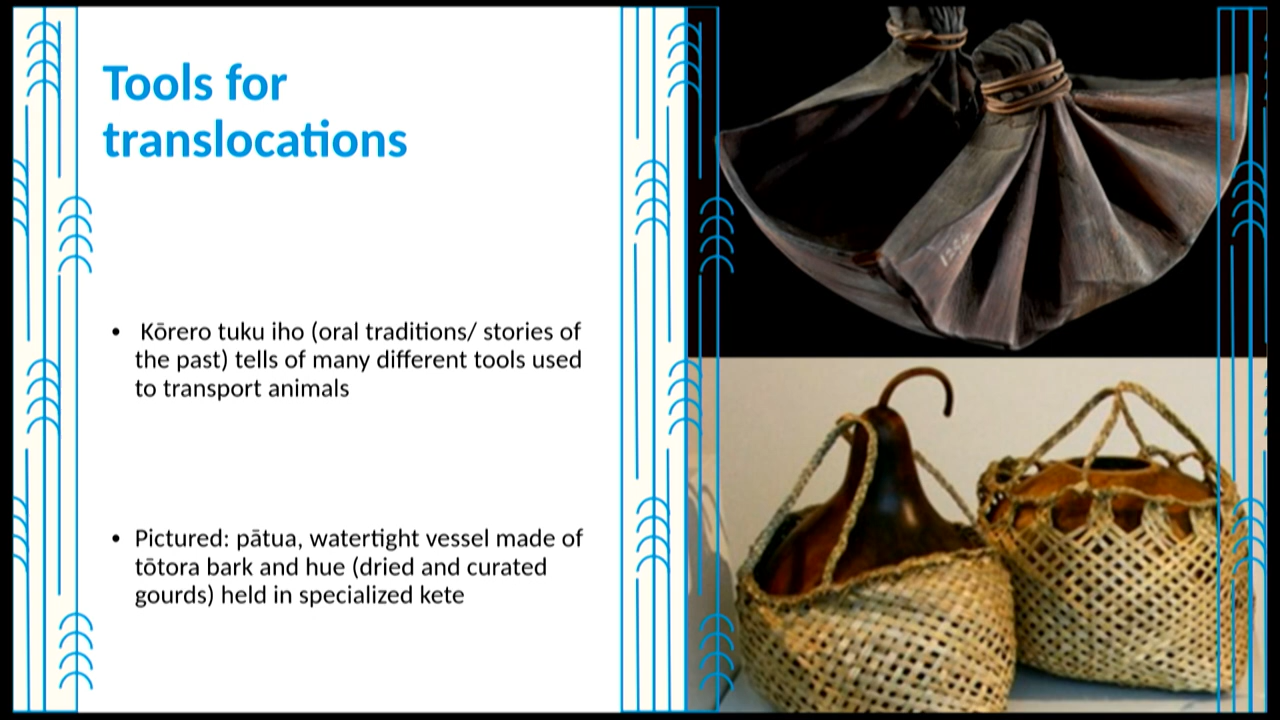 Tools for
translocations
• Kōrero tuku iho (oral traditions/ stories of
the past) tells of many different tools used
to transport animals
• Pictured: pātua, watertight vessel made of
tōtora bark and hue (dried and curated
gourds) held in specialized kete